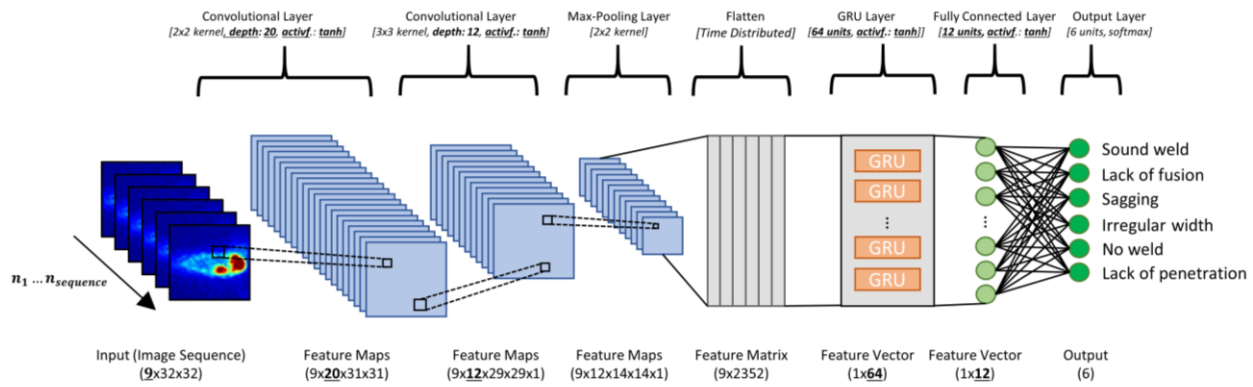 Convolutional Layer
[2x2 kernel, depth: 20, activf.: tanh]
Convolutional Layer
[3x3 kernel, depth: 12, activf.: tanh]
Max-Pooling Layer
[2x2 kernel]
Flatten
[Time Distributed]
GRU Layer
[64 units, activf.: tanh]]
Fully Connected Layer
[12 units, activf.: tanh]
Output Layer
[6 units, softmax]
n1 ... nsequence
GRU
GRU
⋮
GRU
GRU
...
...
Sound weld
Lack of fusion
Sagging
Irregular width
No weld
Lack of penetration
Input (Image Sequence)
(9x32x32)
Feature Maps
(9x20x31x31)
Feature Maps
(9x12x29x29x1)
Feature Maps
(9x12x14x14x1)
Feature Matrix
(9x2352)
Feature Vector
(1x64)
Feature Vector
(1x12)
Output
(6)